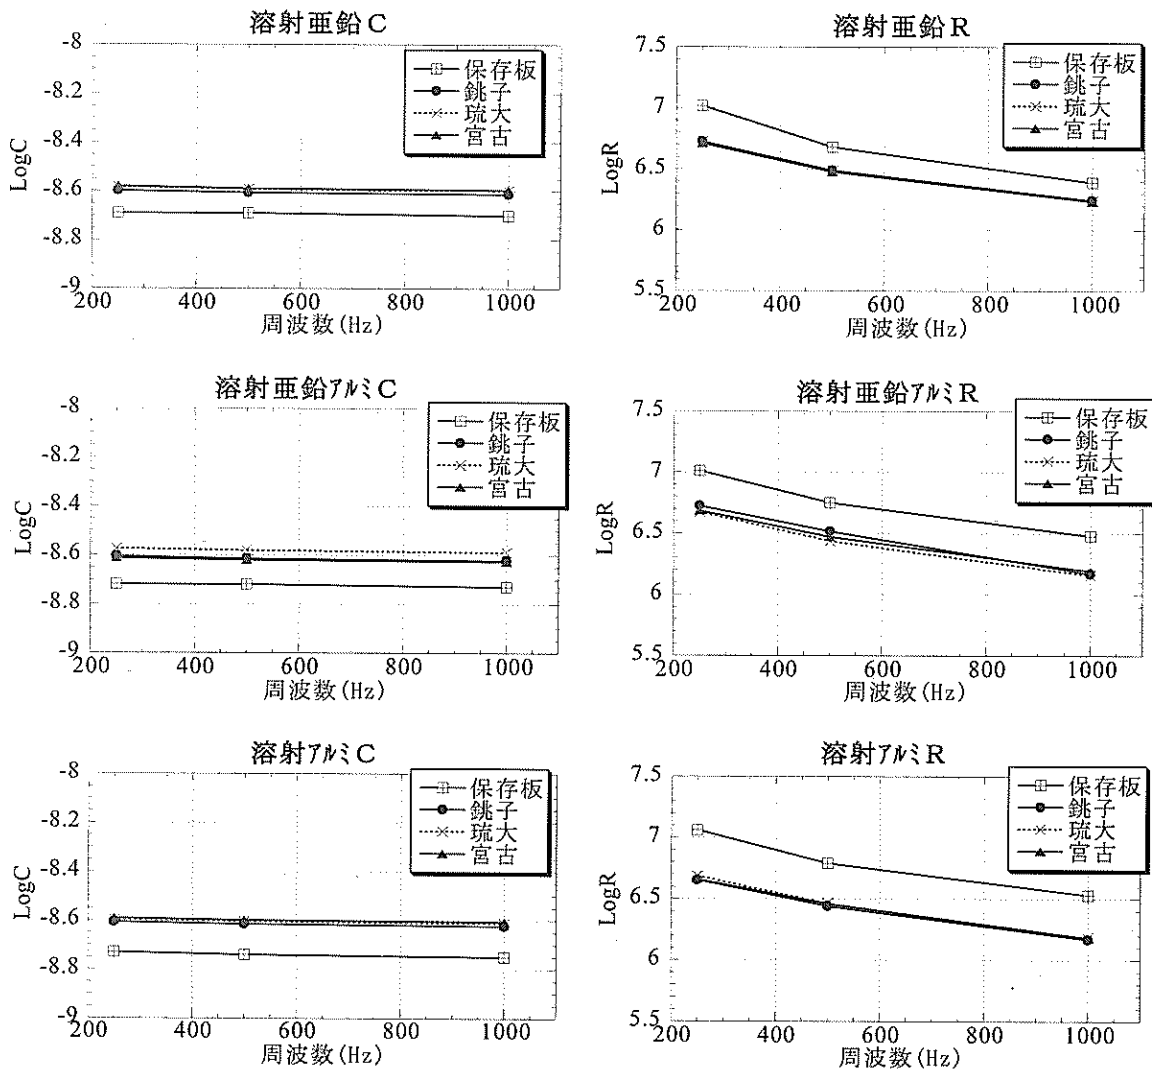 溶射亜鉛C
-8
-8.2
-8.4
-8.6
-8.8
-9
LogC
保存板
銚子
琉大
宮古
200
400
600
800
1000
周波数(Hz)
溶射亜鉛R
7.5
7
6.5
6
5.5
LogR
保存板
銚子
琉大
宮古
200
400
600
800
1000
周波数(Hz)
溶射亜鉛ｱﾙﾐC
-8
-8.2
-8.4
-8.6
-8.8
-9
LogC
保存板
銚子
琉大
宮古
200
400
600
800
1000
周波数(Hz)
溶射亜鉛ｱﾙﾐR
7.5
7
6.5
6
5.5
LogR
保存板
銚子
琉大
宮古
200
400
600
800
1000
周波数(Hz)
溶射ｱﾙﾐC
-8
-8.2
-8.4
-8.6
-8.8
-9
LogC
保存板
銚子
琉大
宮古
200
400
600
800
1000
周波数(Hz)
溶射ｱﾙﾐR
7.5
7
6.5
6
5.5
LogR
保存板
銚子
琉大
宮古
200
400
600
800
1000
周波数(Hz)